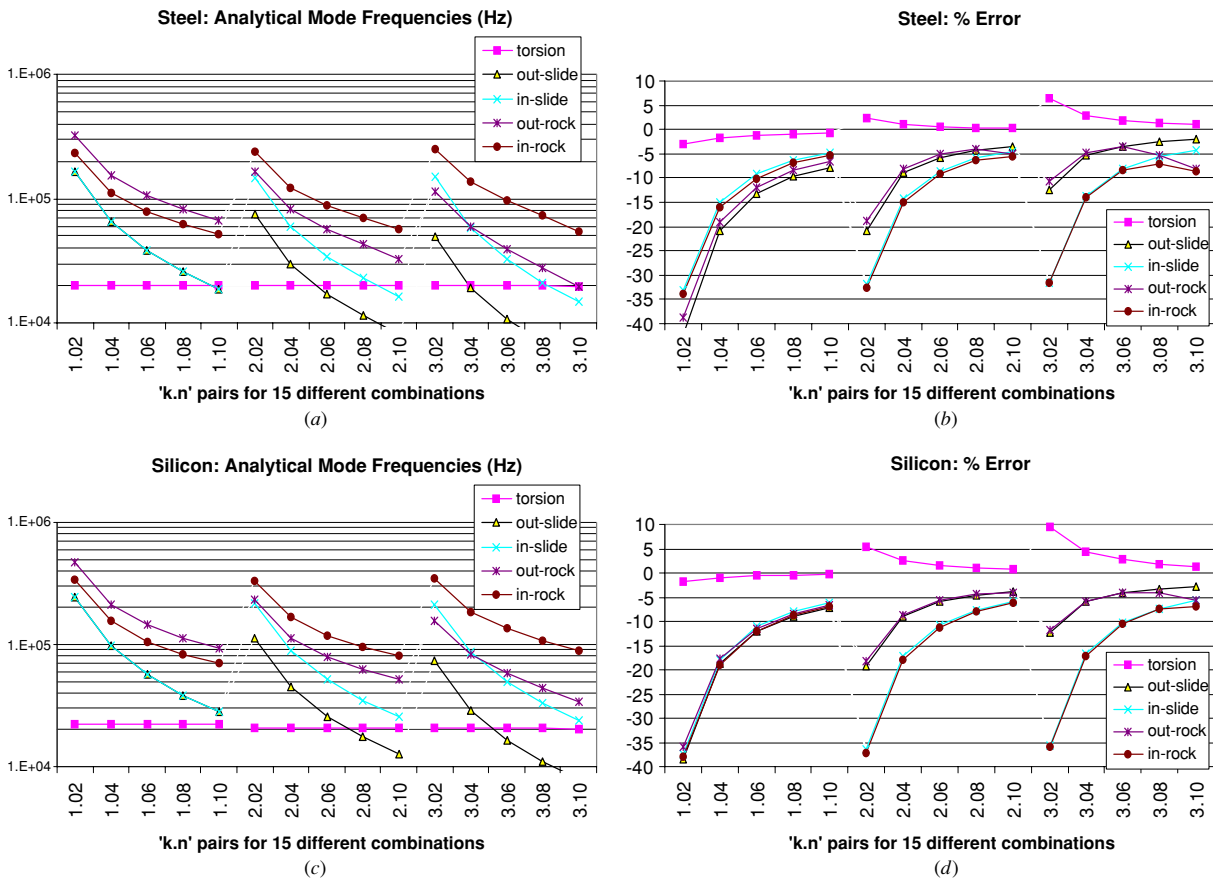 Steel: Analytical Mode Frequencies (Hz)
1.E+06
1.E+05
1.E+04
torsion
out-slide
in-slide
out-rock
in-rock
1.02 1.04 1.06 1.08 1.10 2.02 2.04 2.06 2.08 2.10 3.02 3.04 3.06 3.08 3.10
'k.n' pairs for 15 different combinations
(a)
Steel: % Error
10
5
0
-5
-10
-15
-20
-25
-30
-35
-40
torsion
out-slide
in-slide
out-rock
in-rock
1.02 1.04 1.06 1.08 1.10 2.02 2.04 2.06 2.08 2.10 3.02 3.04 3.06 3.08 3.10
'k.n' pairs for 15 different combinations
(b)
Silicon: Analytical Mode Frequencies (Hz)
1.E+06
1.E+05
1.E+04
torsion
out-slide
in-slide
out-rock
in-rock
1.02 1.04 1.06 1.08 1.10 2.02 2.04 2.06 2.08 2.10 3.02 3.04 3.06 3.08 3.10
'k.n' pairs for 15 different combinations
(c)
Silicon: % Error
10
5
0
-5
-10
-15
-20
-25
-30
-35
-40
torsion
out-slide
in-slide
out-rock
in-rock
1.02 1.04 1.06 1.08 1.10 2.02 2.04 2.06 2.08 2.10 3.02 3.04 3.06 3.08 3.10
'k.n' pairs for 15 different combinations
(d)